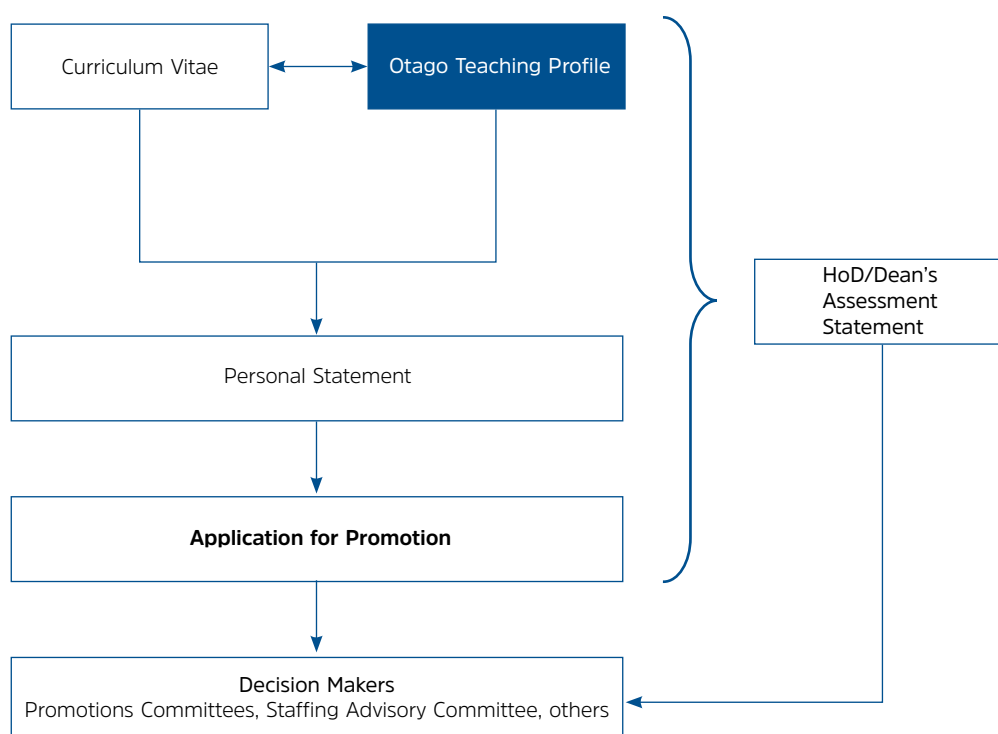 Curriculum Vitae
Otago Teaching Profile
HoD/Dean's
Assessment
Statement
Personal Statement
Application for Promotion
Decision Makers
Promotions Committees, Staffing Advisory Committee, others